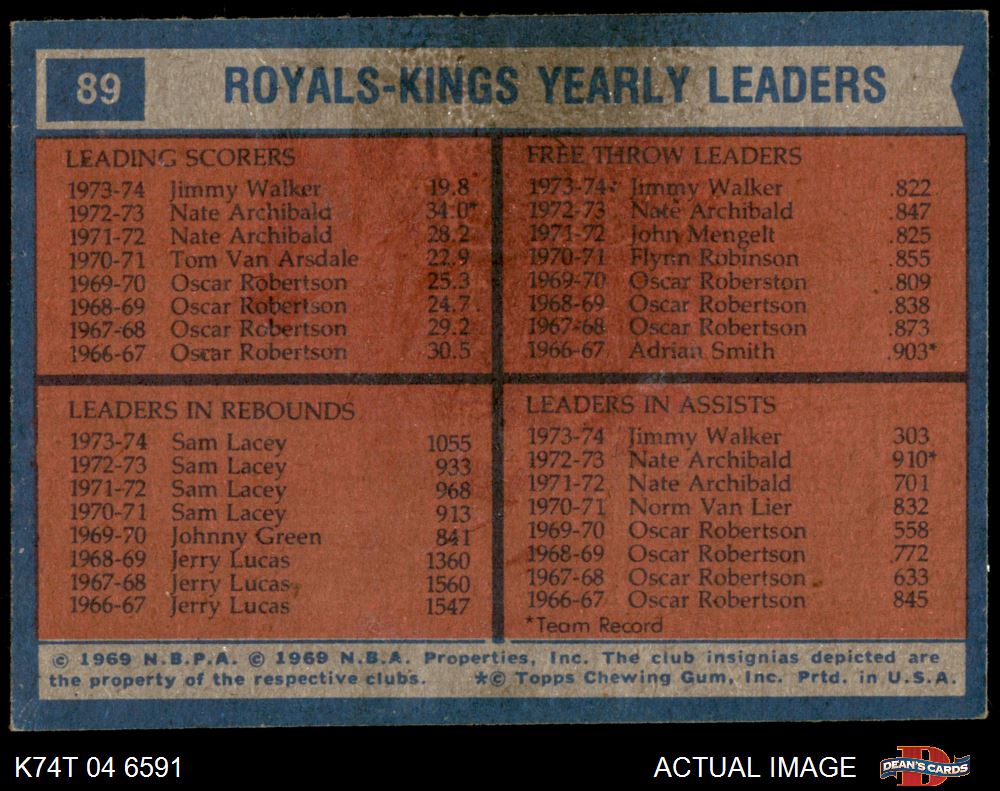 89 ROYALS-KINGS YEARLY LEADERS
LEADING SCORERS
1973-74 Jimmy Walker 19.8
1972-73 Nate Archibald 34.0*
1971-72 Nate Archibald 28.2
1970-71 Tom Van Arsdale 22.9
1969-70 Oscar Robertson 25.3
1968-69 Oscar Robertson 24.7
1967-68 Oscar Robertson 29.2
1966-67 Oscar Robertson 30.5
FREE THROW LEADERS
1973-74 Jimmy Walker .822
1972-73 Nate Archibald .847
1971-72 John Mengelt .825
1970-71 Flynn Robinson .855
1969-70 Oscar Roberston .809
1968-69 Oscar Robertson .838
1967-68 Oscar Robertson .873
1966-67 Adrian Smith .903*
LEADERS IN REBOUNDS
1973-74 Sam Lacey 1055
1972-73 Sam Lacey 933
1971-72 Sam Lacey 968
1970-71 Sam Lacey 913
1969-70 Johnny Green 841
1968-69 Jerry Lucas 1360
1967-68 Jerry Lucas 1560
1966-67 Jerry Lucas 1547
LEADERS IN ASSISTS
1973-74 Jimmy Walker 303
1972-73 Nate Archibald 910*
1971-72 Nate Archibald 701
1970-71 Norm Van Lier 832
1969-70 Oscar Robertson 558
1968-69 Oscar Robertson 772
1967-68 Oscar Robertson 633
1966-67 Oscar Robertson 845
*Team Record
© 1969 N.B.P.A. © 1969 N.B.A. Properties, Inc. The club insignias depicted are
the property of the respective clubs. *© Topps Chewing Gum, Inc. Prtd. in U.S.A.
K74T 04 6591 ACTUAL IMAGE DEAN'S CARDS